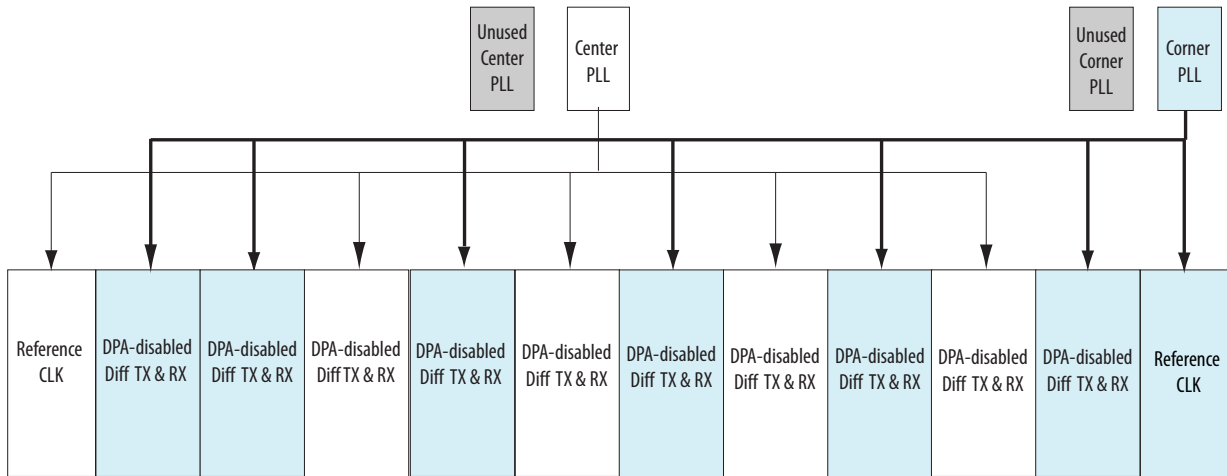 Unused
Center
PLL
Center
PLL
Unused
Corner
PLL
Corner
PLL
Reference
CLK
DPA-disabled
Diff TX & RX
DPA-disabled
Diff TX & RX
DPA-disabled
Diff TX & RX
DPA-disabled
Diff TX & RX
DPA-disabled
Diff TX & RX
DPA-disabled
Diff TX & RX
DPA-disabled
Diff TX & RX
DPA-disabled
Diff TX & RX
DPA-disabled
Diff TX & RX
DPA-disabled
Diff TX & RX
Reference
CLK